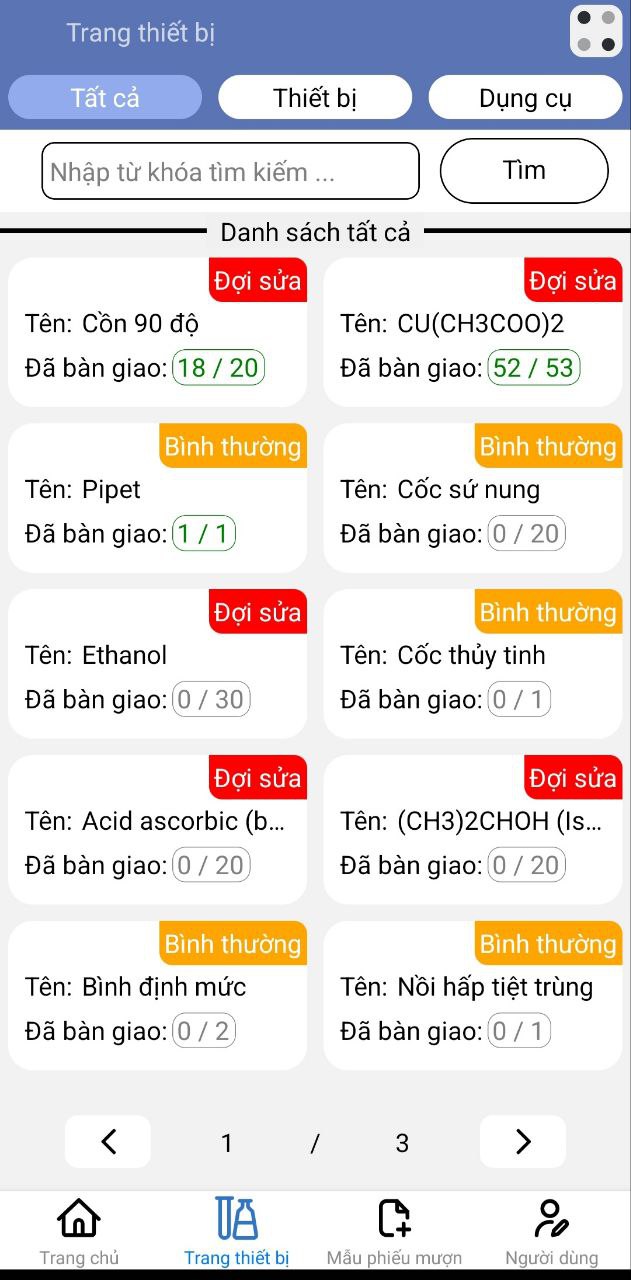 Trang thiết bị
Tất cả
Thiết bị
Dụng cụ
Nhập từ khóa tìm kiếm ...
Tìm
Danh sách tất cả
Đợi sửa
Tên: Cồn 90 độ
Đã bàn giao: 18 / 20
Đợi sửa
Tên: CU(CH3COO)2
Đã bàn giao: 52 / 53
Bình thường
Tên: Pipet
Đã bàn giao: 1 / 1
Bình thường
Tên: Cốc sứ nung
Đã bàn giao: 0 / 20
Đợi sửa
Tên: Ethanol
Đã bàn giao: 0 / 30
Bình thường
Tên: Cốc thủy tinh
Đã bàn giao: 0 / 1
Đợi sửa
Tên: Acid ascorbic (b...
Đã bàn giao: 0 / 20
Đợi sửa
Tên: (CH3)2CHOH (Is...
Đã bàn giao: 0 / 20
Bình thường
Tên: Bình định mức
Đã bàn giao: 0 / 2
Bình thường
Tên: Nồi hấp tiệt trùng
Đã bàn giao: 0 / 1
1 / 3
Trang chủ
Trang thiết bị
Mẫu phiếu mượn
Người dùng